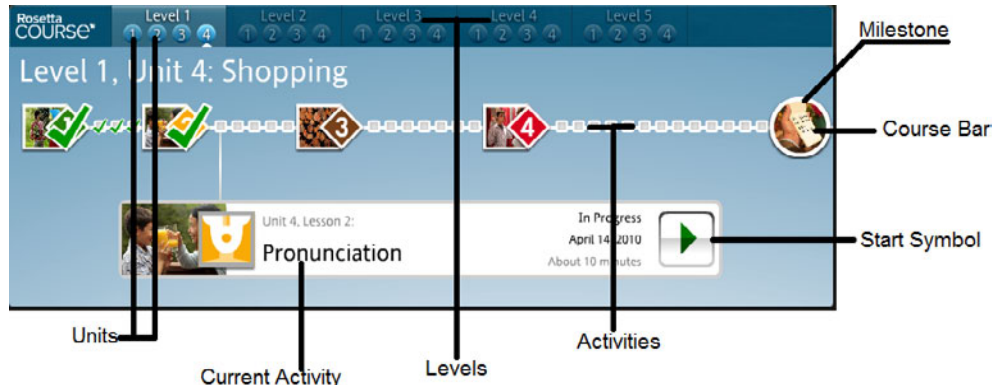 Rosetta
COURSE
Level 1
Level 2
Level 3
Level 4
Level 5
1 2 3 4
1 2 3 4
1 2 3 4
1 2 3 4
1 2 3 4
Milestone
Level 1, Unit 4: Shopping
3
4
Course Bar
Unit 4, Lesson 2:
Pronunciation
In Progress
April 14, 2010
About 10 minutes
Start Symbol
Units
Current Activity
Levels
Activities